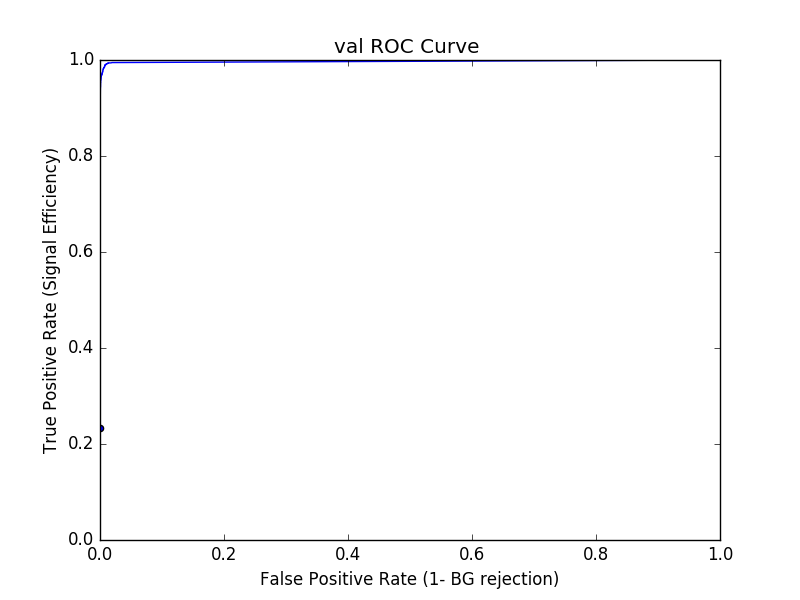 val ROC Curve
1.0
0.8
0.6
0.4
0.2
0.0
True Positive Rate (Signal Efficiency)
0.0 0.2 0.4 0.6 0.8 1.0
False Positive Rate (1- BG rejection)